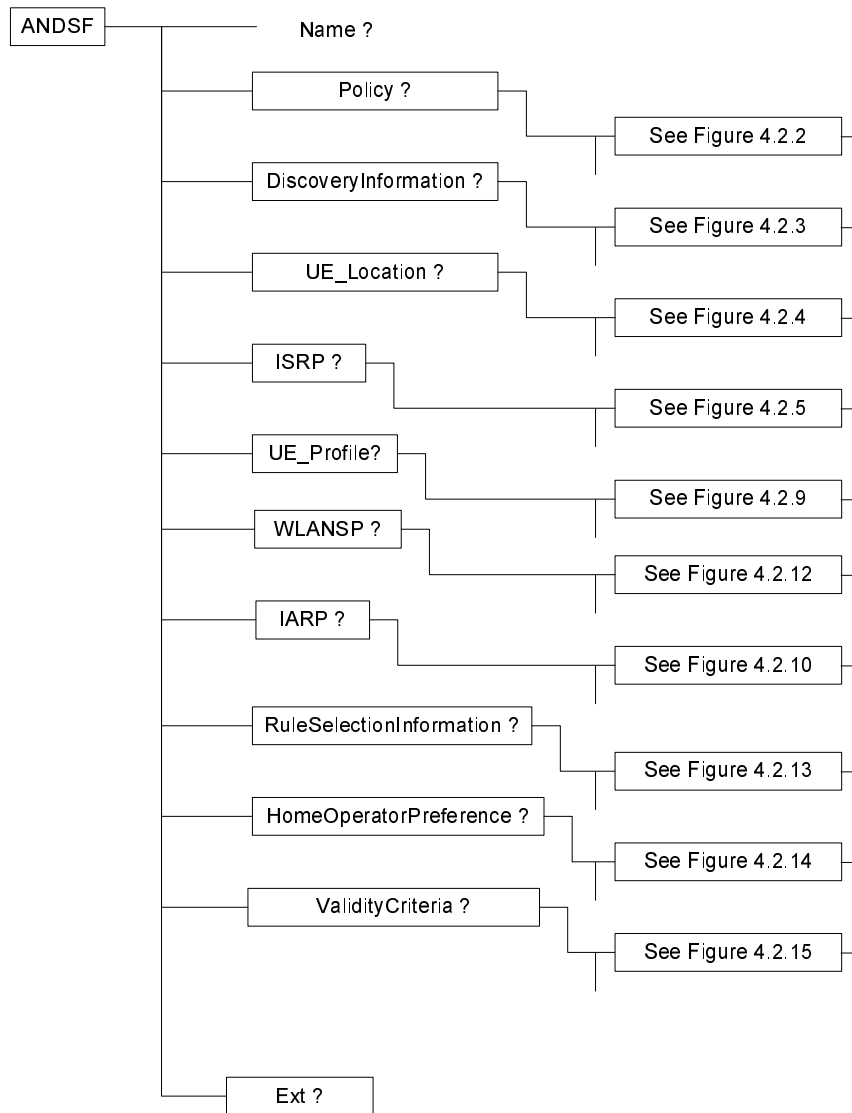 ANDSF
Name ?
Policy ?
See Figure 4.2.2
DiscoveryInformation ?
See Figure 4.2.3
UE_Location ?
See Figure 4.2.4
ISRP ?
See Figure 4.2.5
UE_Profile?
See Figure 4.2.9
WLANSP ?
See Figure 4.2.12
IARP ?
See Figure 4.2.10
RuleSelectionInformation ?
See Figure 4.2.13
HomeOperatorPreference ?
See Figure 4.2.14
ValidityCriteria ?
See Figure 4.2.15
Ext ?